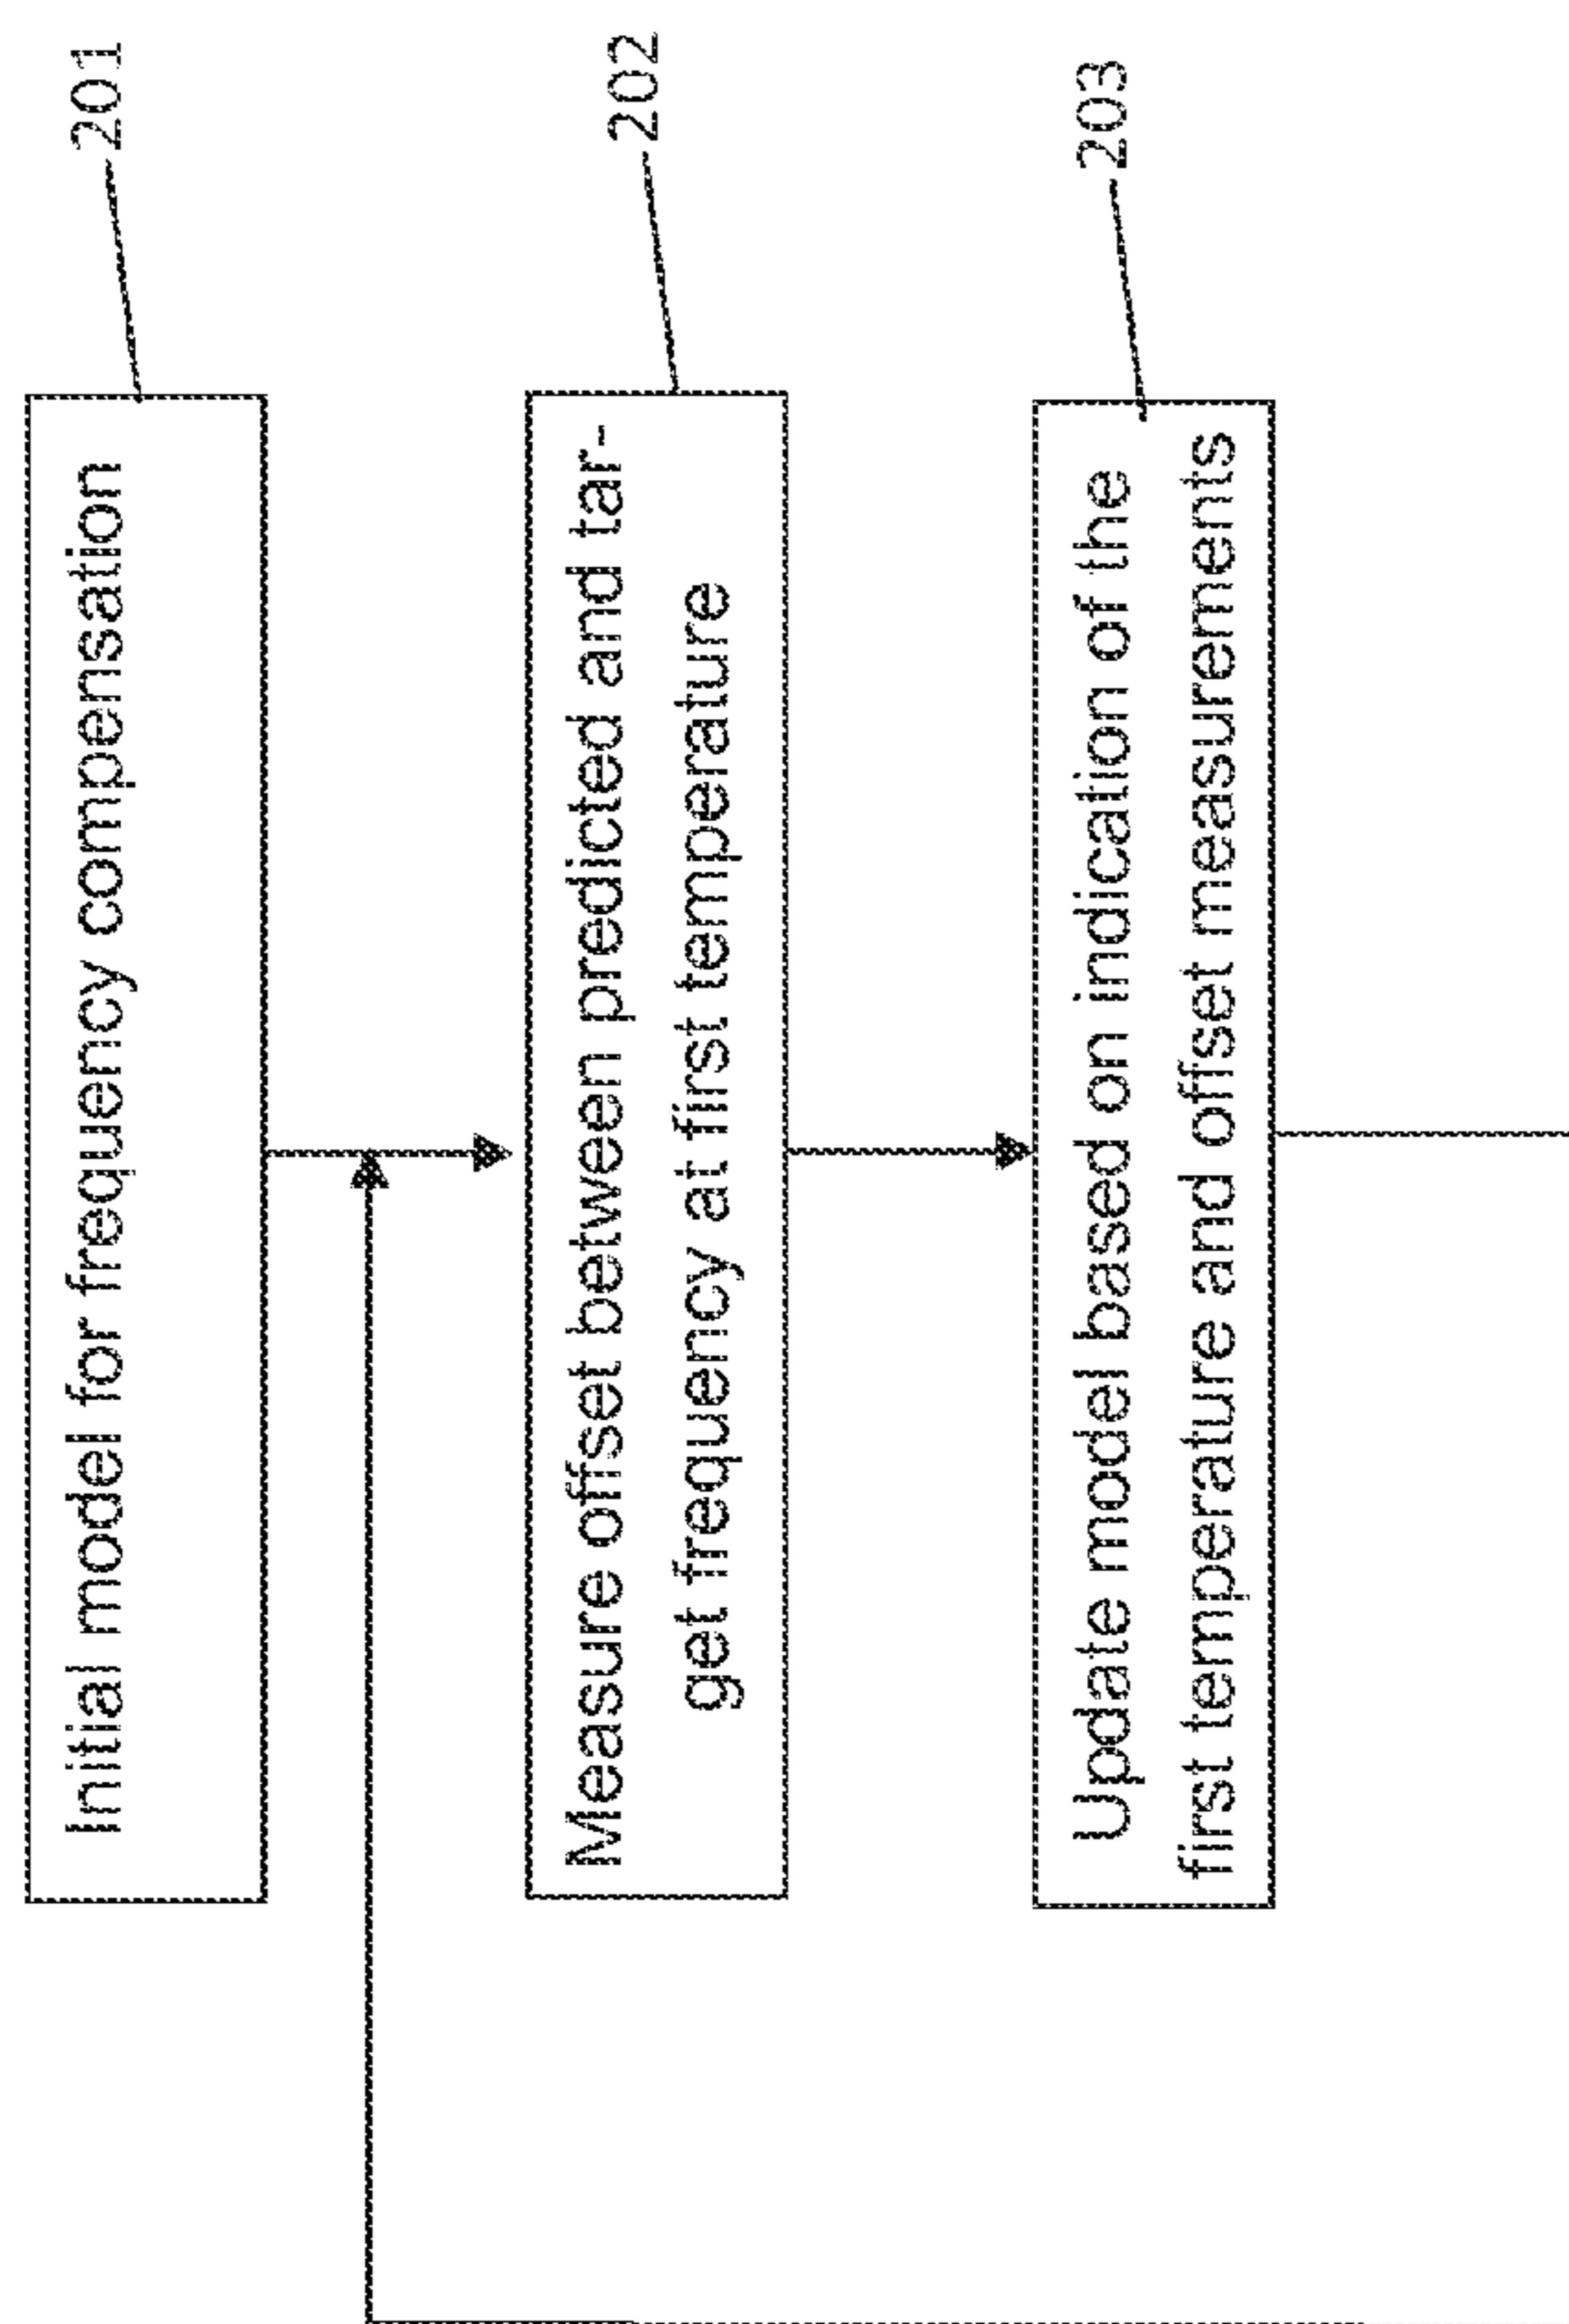 Initial model for frequency compensation
201
Measure offset between predicted and tar-
get frequency at first temperature
202
Update model based on indication of the
first temperature and offset measurements
203